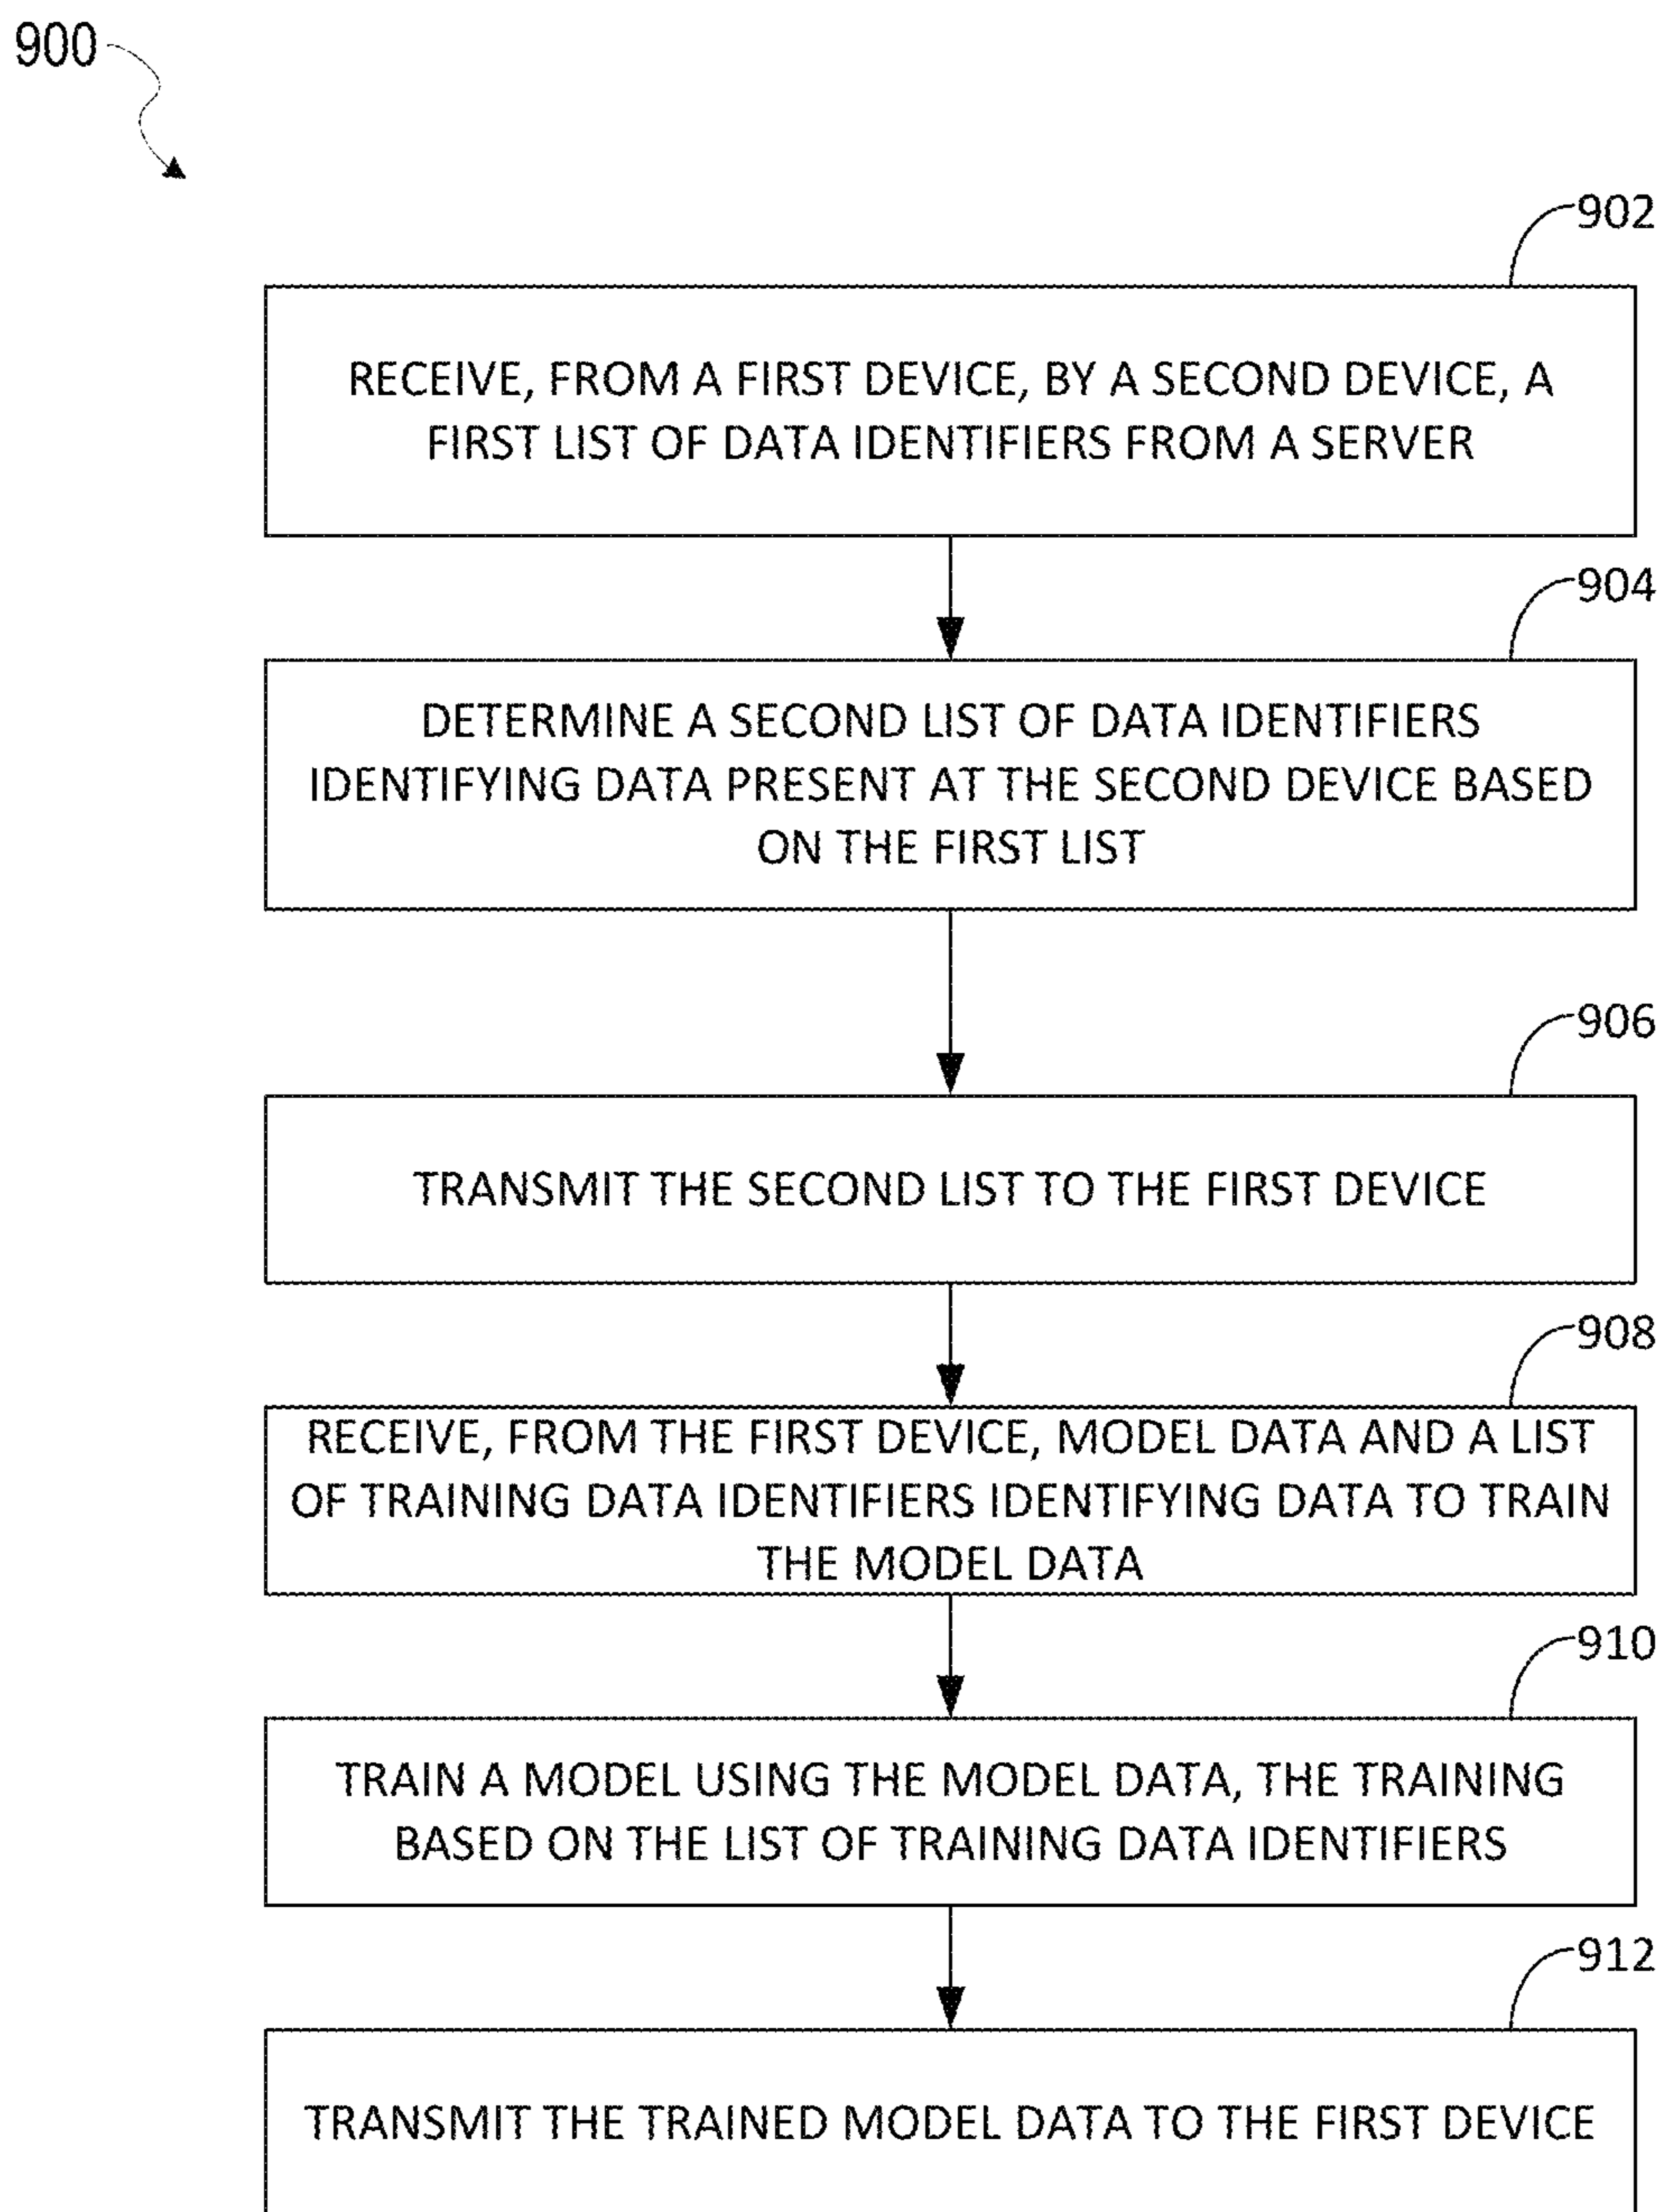 900
902
RECEIVE, FROM A FIRST DEVICE, BY A SECOND DEVICE, A
FIRST LIST OF DATA IDENTIFIERS FROM A SERVER
904
DETERMINE A SECOND LIST OF DATA IDENTIFIERS
IDENTIFYING DATA PRESENT AT THE SECOND DEVICE BASED
ON THE FIRST LIST
906
TRANSMIT THE SECOND LIST TO THE FIRST DEVICE
908
RECEIVE, FROM THE FIRST DEVICE, MODEL DATA AND A LIST
OF TRAINING DATA IDENTIFIERS IDENTIFYING DATA TO TRAIN
THE MODEL DATA
910
TRAIN A MODEL USING THE MODEL DATA, THE TRAINING
BASED ON THE LIST OF TRAINING DATA IDENTIFIERS
912
TRANSMIT THE TRAINED MODEL DATA TO THE FIRST DEVICE